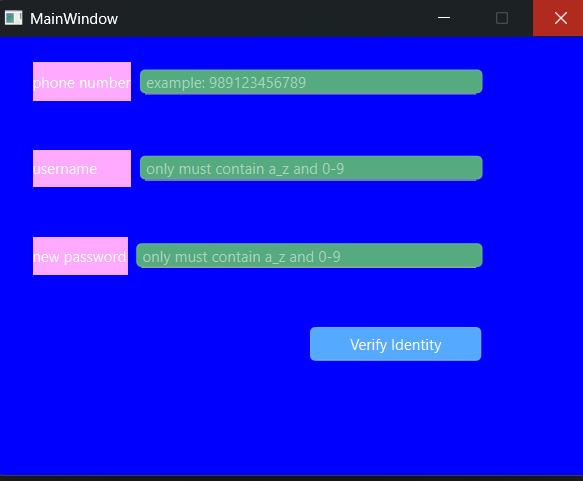 MainWindow
phone number example: 989123456789
username only must contain a_z and 0-9
new password only must contain a_z and 0-9
Verify Identity